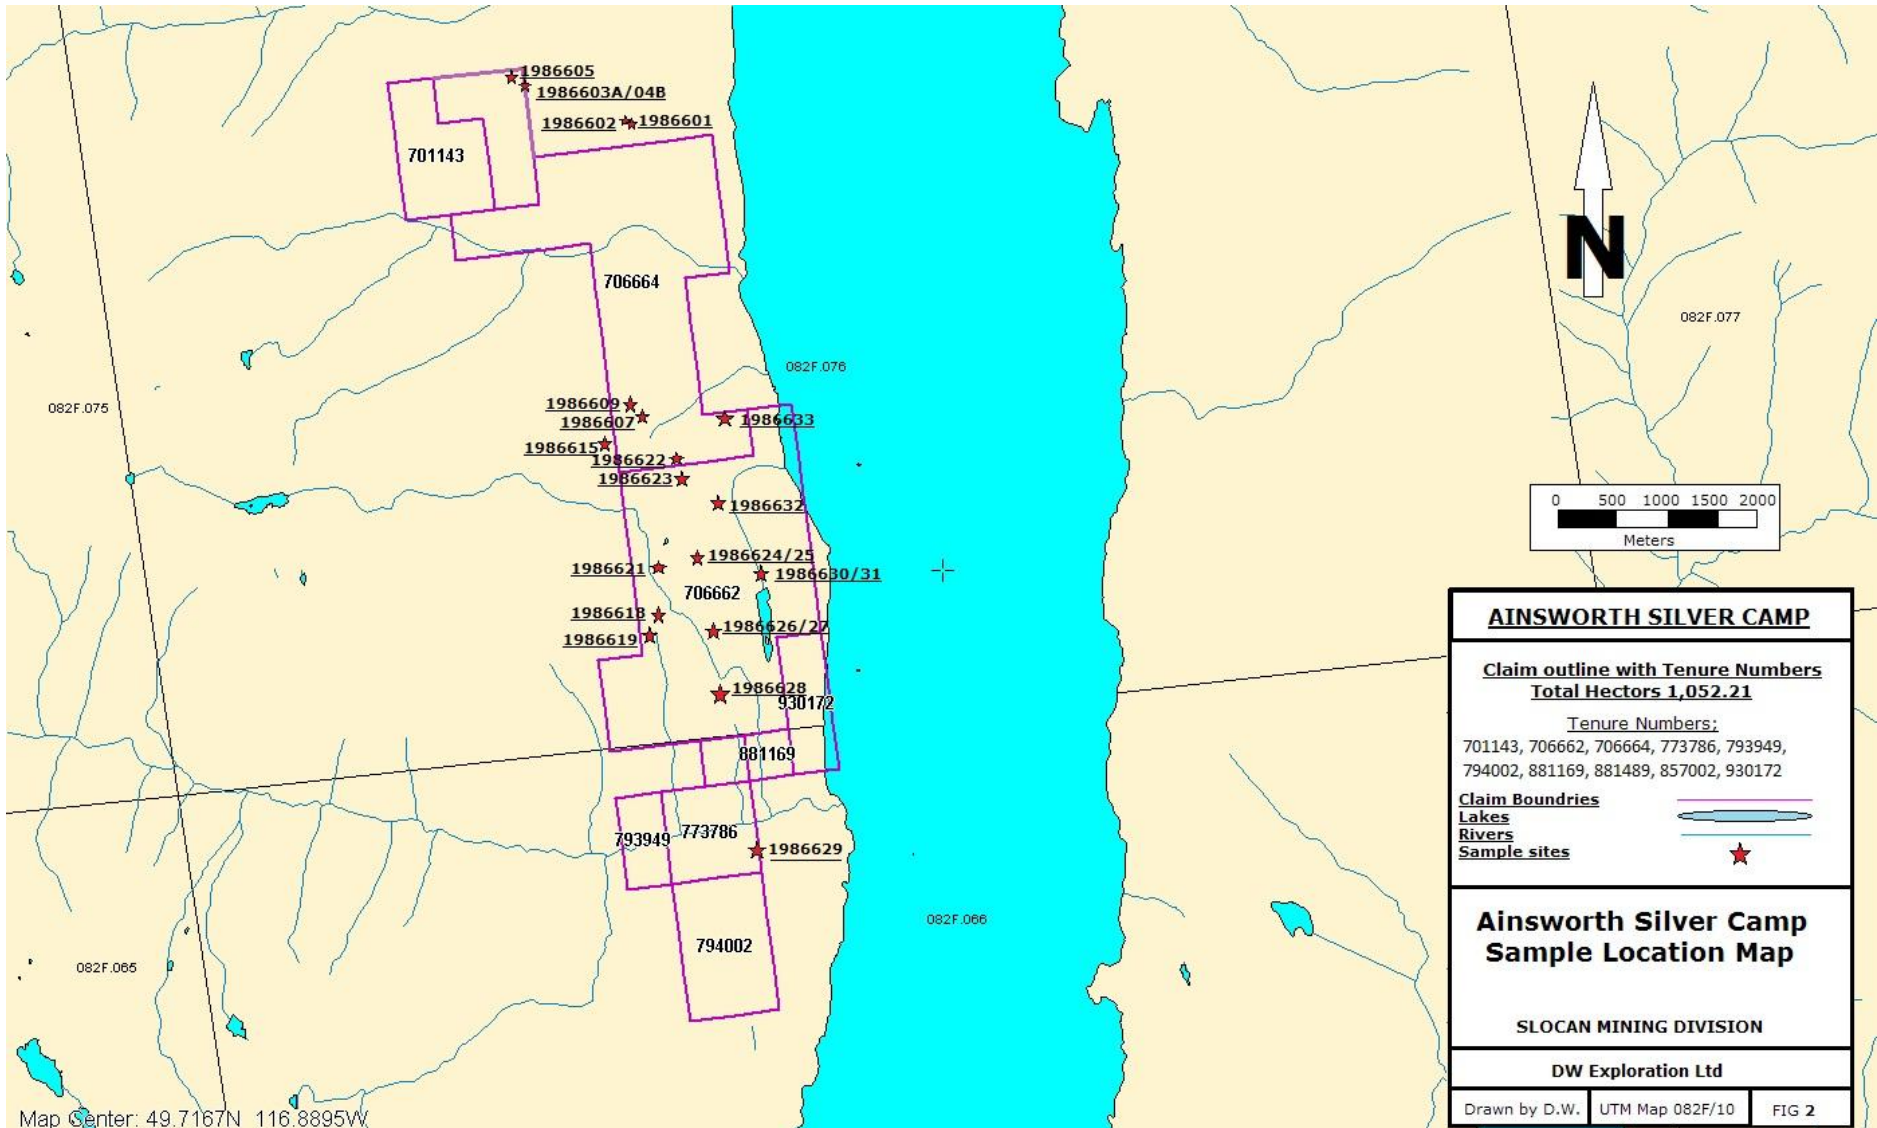 1986605
1986603A/04B
1986602
1986601
701143
706664
N
082F.077
082F.076
082F.075
1986609
1986607
1986633
1986615
1986622
1986623
1986632
0 500 1000 1500 2000
Meters
1986624/25
1986621
1986630/31
706662
1986618
1986626/27
1986619
1986628
930172
881169
793949
773786
1986629
794002
082F.066
082F.065
AINSWORTH SILVER CAMP
Claim outline with Tenure Numbers
Total Hectors 1,052.21
Tenure Numbers:
701143, 706662, 706664, 773786, 793949,
794002, 881169, 881489, 857002, 930172
Claim Boundries
Lakes
Rivers
Sample sites
Ainsworth Silver Camp
Sample Location Map
SLOCAN MINING DIVISION
DW Exploration Ltd
Drawn by D.W. UTM Map 082F/10 FIG 2
Map Center: 49.7167N 116.8895W